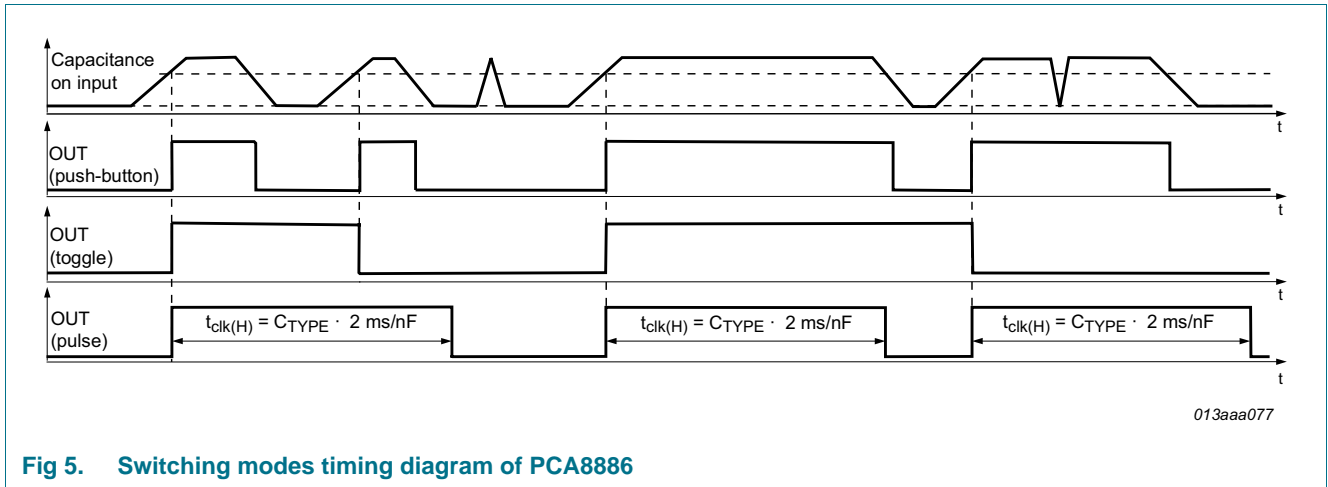 Capacitance
on input
t
OUT
(push-button)
t
OUT
(toggle)
t
OUT
(pulse)
tclk(H) = CTYPE · 2 ms/nF
tclk(H) = CTYPE · 2 ms/nF
tclk(H) = CTYPE · 2 ms/nF
t
013aaa077
Fig 5. Switching modes timing diagram of PCA8886